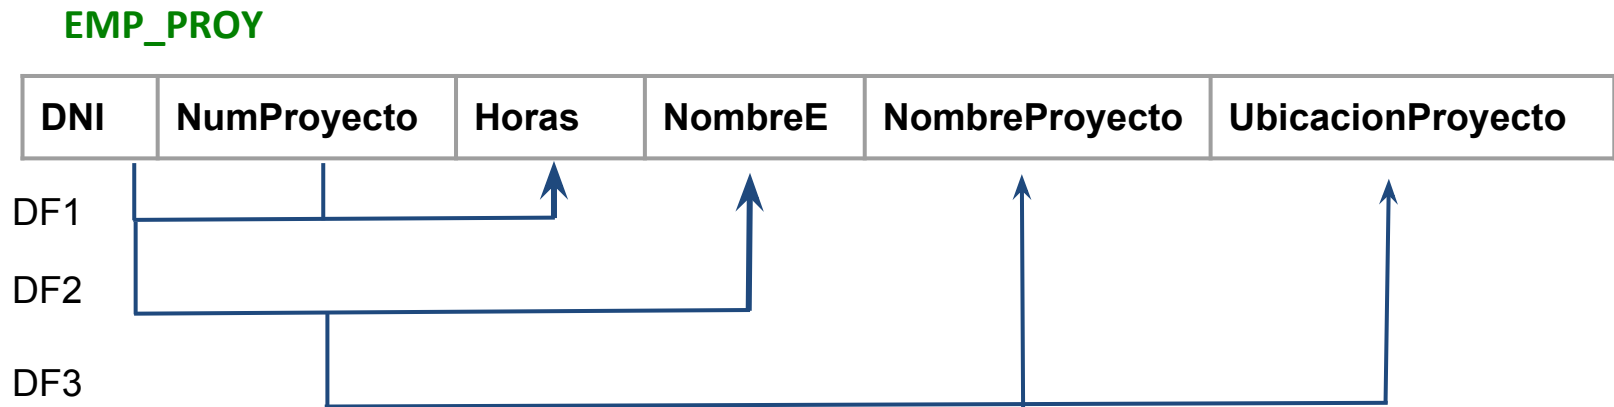 EMP_PROY
DNI NumProyecto Horas NombreE NombreProyecto UbicacionProyecto
DF1
DF2
DF3